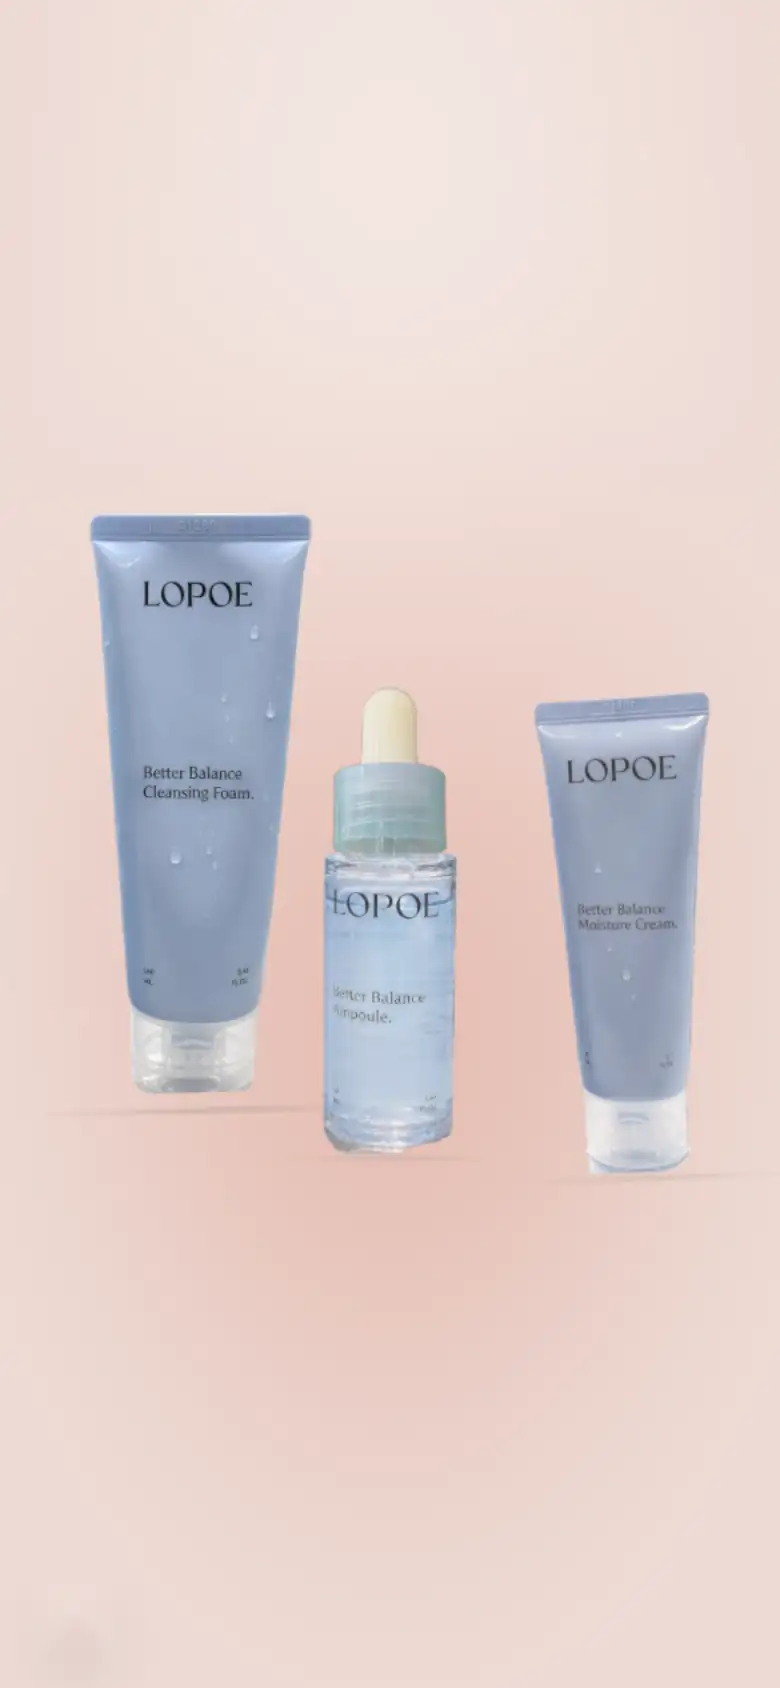 LOPOE
Better Balance
Cleansing Foam.
LOPOE
Better Balance
Ampoule.
LOPOE
Better Balance
Moisture Cream.